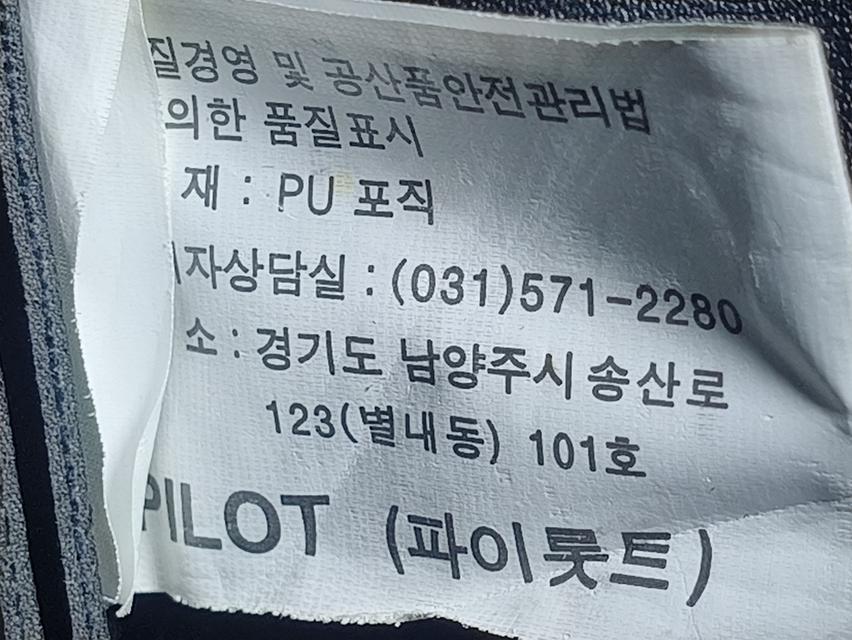 질경영 및 공산품안전관리법
의한 품질표시
재 : PU 포직
자상담실 : (031)571-2280
소 : 경기도 남양주시 송산로
123(별내동) 101호
PILOT (파이롯트)